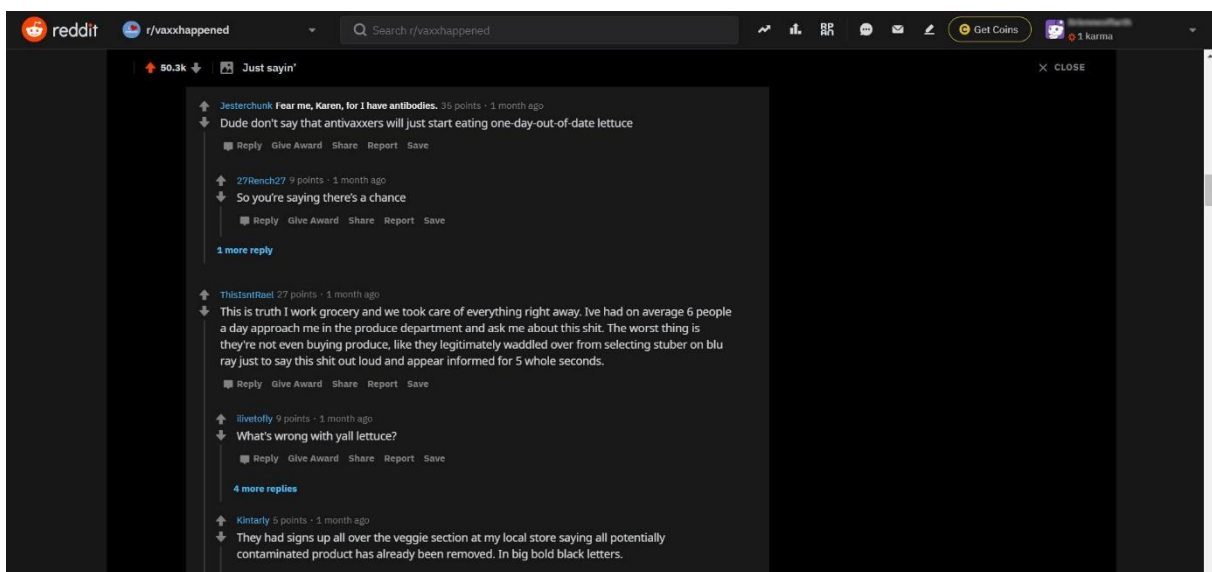 reddit r/vaxxhappened Search r/vaxxhappened Get Coins 1 karma
50.3k Just sayin' CLOSE
Jesterchunk Fear me, Karen, for I have antibodies. 35 points · 1 month ago
Dude don't say that antivaxxers will just start eating one-day-out-of-date lettuce
Reply Give Award Share Report Save
27Rench27 9 points · 1 month ago
So you're saying there's a chance
Reply Give Award Share Report Save
1 more reply
ThisIsntRael 27 points · 1 month ago
This is truth I work grocery and we took care of everything right away. Ive had on average 6 people
a day approach me in the produce department and ask me about this shit. The worst thing is
they're not even buying produce, like they legitimately waddled over from selecting stuber on blu
ray just to say this shit out loud and appear informed for 5 whole seconds.
Reply Give Award Share Report Save
ilivetofly 9 points · 1 month ago
What's wrong with yall lettuce?
Reply Give Award Share Report Save
4 more replies
Kintarly 5 points · 1 month ago
They had signs up all over the veggie section at my local store saying all potentially
contaminated product has already been removed. In big bold black letters.